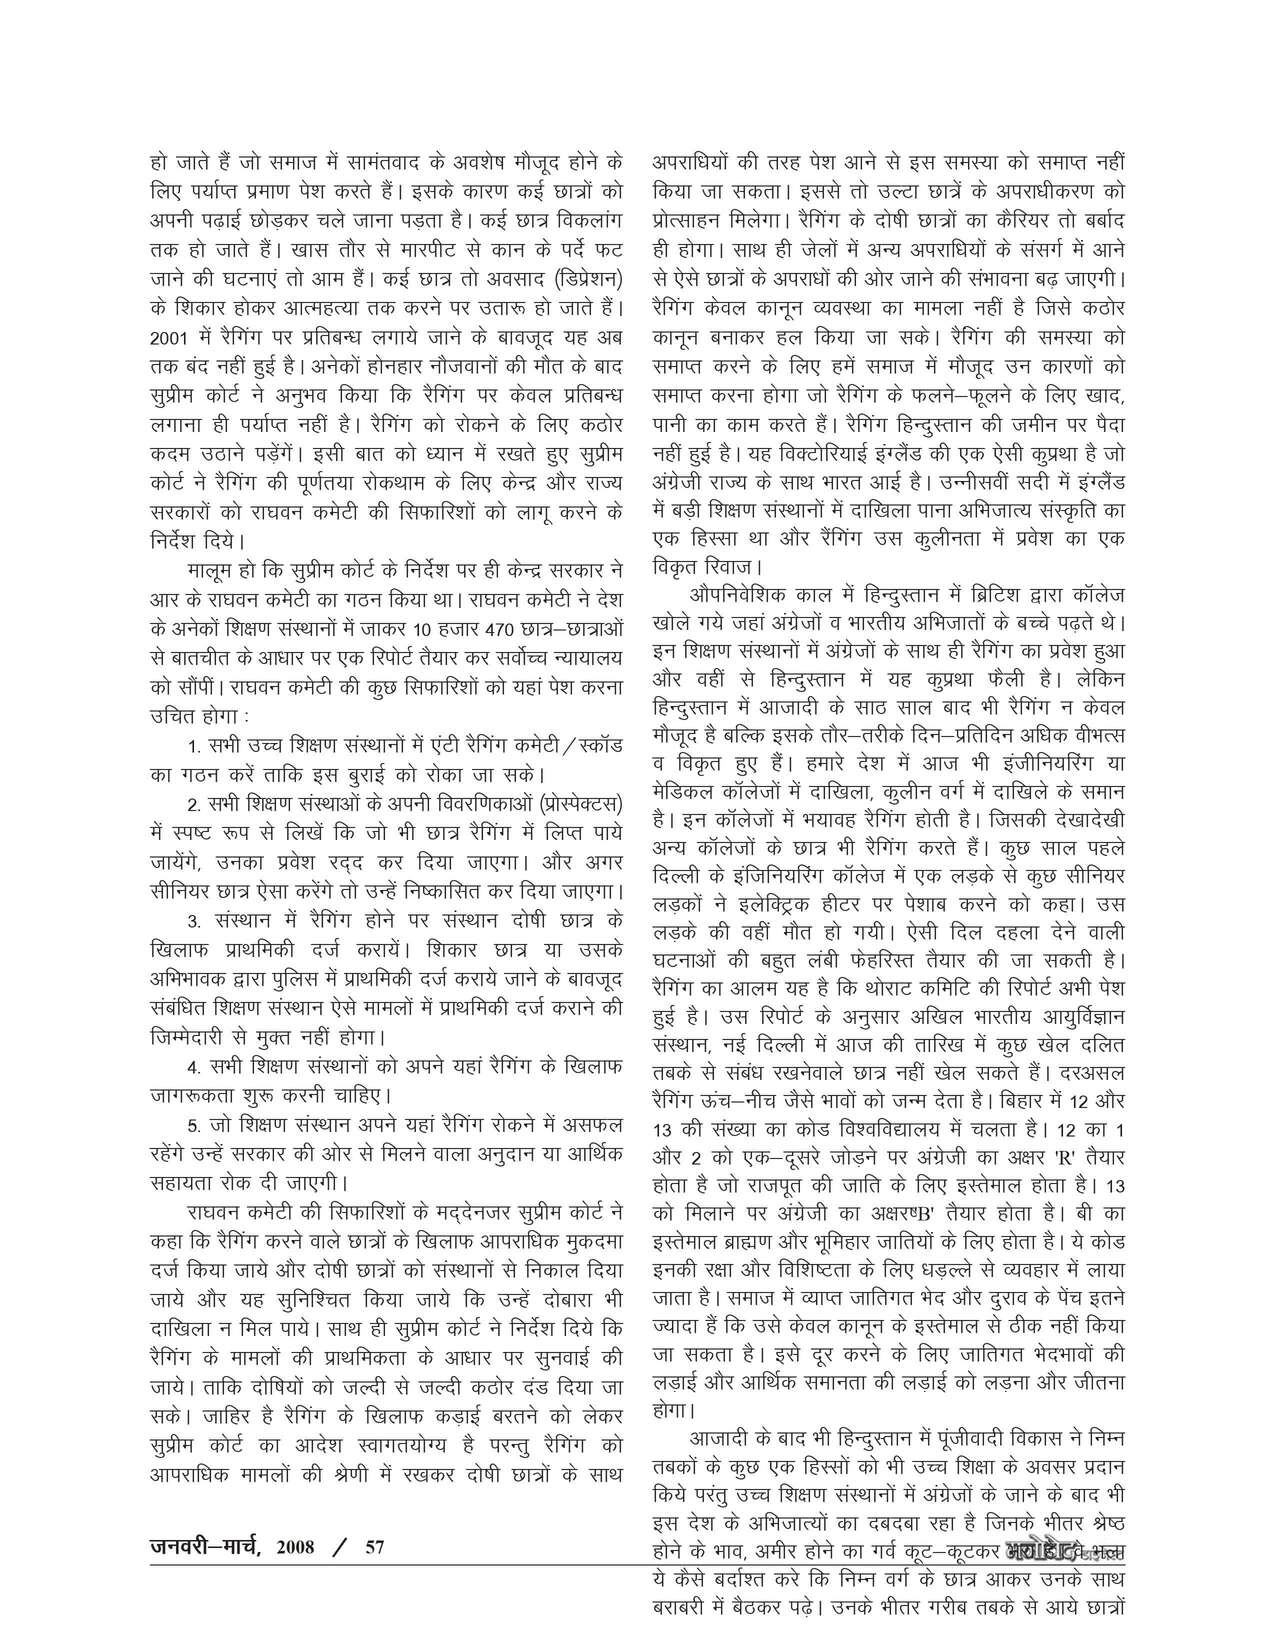 हो जाते हैं जो समाज में सामंतवाद के अवशेष मौजूद होने के
लिए पर्याप्त प्रमाण पेश करते हैं। इसके कारण कई छात्रों को
अपनी पढ़ाई छोड़कर चले जाना पड़ता है। कई छात्र विकलांग
तक हो जाते हैं। खास तौर से मारपीट से कान के पर्दे फट
जाने की घटनाएं तो आम हैं। कई छात्र तो अवसाद (डिप्रेशन)
के शिकार होकर आत्महत्या तक करने पर उतारू हो जाते हैं।
2001 में रैगिंग पर प्रतिबन्ध लगाये जाने के बावजूद यह अब
तक बंद नहीं हुई है। अनेकों होनहार नौजवानों की मौत के बाद
सुप्रीम कोर्ट ने अनुभव किया कि रैगिंग पर केवल प्रतिबन्ध
लगाना ही पर्याप्त नहीं है। रैगिंग को रोकने के लिए कठोर
कदम उठाने पड़ेंगें। इसी बात को ध्यान में रखते हुए सुप्रीम
कोर्ट ने रैगिंग की पूर्णतया रोकथाम के लिए केन्द्र और राज्य
सरकारों को राघवन कमेटी की सिफारिशों को लागू करने के
निर्देश दिये।
मालूम हो कि सुप्रीम कोर्ट के निर्देश पर ही केन्द्र सरकार ने
आर के राघवन कमेटी का गठन किया था। राघवन कमेटी ने देश
के अनेकों शिक्षण संस्थानों में जाकर 10 हजार 470 छात्र–छात्राओं
से बातचीत के आधार पर एक रिपोर्ट तैयार कर सर्वोच्च न्यायालय
को सौंपीं। राघवन कमेटी की कुछ सिफारिशों को यहां पेश करना
उचित होगा :
1. सभी उच्च शिक्षण संस्थानों में एंटी रैगिंग कमेटी/स्कॉड
का गठन करें ताकि इस बुराई को रोका जा सके।
2. सभी शिक्षण संस्थाओं के अपनी विवरणिकाओं (प्रोस्पेक्टस)
में स्पष्ट रूप से लिखें कि जो भी छात्र रैगिंग में लिप्त पाये
जायेंगे, उनका प्रवेश रद्द कर दिया जाएगा। और अगर
सीनियर छात्र ऐसा करेंगे तो उन्हें निष्कासित कर दिया जाएगा।
3. संस्थान में रैगिंग होने पर संस्थान दोषी छात्र के
खिलाफ प्राथमिकी दर्ज करायें। शिकार छात्र या उसके
अभिभावक द्वारा पुलिस में प्राथमिकी दर्ज कराये जाने के बावजूद
संबंधित शिक्षण संस्थान ऐसे मामलों में प्राथमिकी दर्ज कराने की
जिम्मेदारी से मुक्त नहीं होगा।
4. सभी शिक्षण संस्थानों को अपने यहां रैगिंग के खिलाफ
जागरूकता शुरू करनी चाहिए।
5. जो शिक्षण संस्थान अपने यहां रैगिंग रोकने में असफल
रहेंगे उन्हें सरकार की ओर से मिलने वाला अनुदान या आर्थिक
सहायता रोक दी जाएगी।
राघवन कमेटी की सिफारिशों के मद्देनजर सुप्रीम कोर्ट ने
कहा कि रैगिंग करने वाले छात्रों के खिलाफ आपराधिक मुकदमा
दर्ज किया जाये और दोषी छात्रों को संस्थानों से निकाल दिया
जाये और यह सुनिश्चित किया जाये कि उन्हें दोबारा भी
दाखिला न मिल पाये। साथ ही सुप्रीम कोर्ट ने निर्देश दिये कि
रैगिंग के मामलों की प्राथमिकता के आधार पर सुनवाई की
जाये। ताकि दोषियों को जल्दी से जल्दी कठोर दंड दिया जा
सके। जाहिर है रैगिंग के खिलाफ कड़ाई बरतने को लेकर
सुप्रीम कोर्ट का आदेश स्वागतयोग्य है परन्तु रैगिंग को
आपराधिक मामलों की श्रेणी में रखकर दोषी छात्रों के साथ
अपराधियों की तरह पेश आने से इस समस्या को समाप्त नहीं
किया जा सकता। इससे तो उल्टा छात्रें के अपराधीकरण को
प्रोत्साहन मिलेगा। रैगिंग के दोषी छात्रों का कैरियर तो बर्बाद
ही होगा। साथ ही जेलों में अन्य अपराधियों के संसर्ग में आने
से ऐसे छात्रों के अपराधों की ओर जाने की संभावना बढ़ जाएगी।
रैगिंग केवल कानून व्यवस्था का मामला नहीं है जिसे कठोर
कानून बनाकर हल किया जा सके। रैगिंग की समस्या को
समाप्त करने के लिए हमें समाज में मौजूद उन कारणों को
समाप्त करना होगा जो रैगिंग के फलने–फूलने के लिए खाद,
पानी का काम करते हैं। रैगिंग हिन्दुस्तान की जमीन पर पैदा
नहीं हुई है। यह विक्टोरियाई इंग्लैंड की एक ऐसी कुप्रथा है जो
अंग्रेजी राज्य के साथ भारत आई है। उन्नीसवीं सदी में इंग्लैंड
में बड़ी शिक्षण संस्थानों में दाखिला पाना अभिजात्य संस्कृति का
एक हिस्सा था और रैंगिंग उस कुलीनता में प्रवेश का एक
विकृत रिवाज।
औपनिवेशिक काल में हिन्दुस्तान में ब्रिटिश द्वारा कॉलेज
खोले गये जहां अंग्रेजों व भारतीय अभिजातों के बच्चे पढ़ते थे।
इन शिक्षण संस्थानों में अंग्रेजों के साथ ही रैगिंग का प्रवेश हुआ
और वहीं से हिन्दुस्तान में यह कुप्रथा फैली है। लेकिन
हिन्दुस्तान में आजादी के साठ साल बाद भी रैगिंग न केवल
मौजूद है बल्कि इसके तौर–तरीके दिन–प्रतिदिन अधिक वीभत्स
व विकृत हुए हैं। हमारे देश में आज भी इंजीनियरिंग या
मेडिकल कॉलेजों में दाखिला, कुलीन वर्ग में दाखिले के समान
है। इन कॉलेजों में भयावह रैगिंग होती है। जिसकी देखादेखी
अन्य कॉलेजों के छात्र भी रैगिंग करते हैं। कुछ साल पहले
दिल्ली के इंजिनियरिंग कॉलेज में एक लड़के से कुछ सीनियर
लड़कों ने इलेक्ट्रिक हीटर पर पेशाब करने को कहा। उस
लड़के की वहीं मौत हो गयी। ऐसी दिल दहला देने वाली
घटनाओं की बहुत लंबी फेहरिस्त तैयार की जा सकती है।
रैगिंग का आलम यह है कि थोराट कमिटि की रिपोर्ट अभी पेश
हुई है। उस रिपोर्ट के अनुसार अखिल भारतीय आयुर्विज्ञान
संस्थान, नई दिल्ली में आज की तारिख में कुछ खेल दलित
तबके से संबंध रखनेवाले छात्र नहीं खेल सकते हैं। दरअसल
रैगिंग ऊंच–नीच जैसे भावों को जन्म देता है। बिहार में 12 और
13 की संख्या का कोड विश्वविद्यालय में चलता है। 12 का 1
और 2 को एक–दूसरे जोड़ने पर अंग्रेजी का अक्षर 'R' तैयार
होता है जो राजपूत की जाति के लिए इस्तेमाल होता है। 13
को मिलाने पर अंग्रेजी का अक्षरष्B' तैयार होता है। बी का
इस्तेमाल ब्राह्मण और भूमिहार जातियों के लिए होता है। ये कोड
इनकी रक्षा और विशिष्टता के लिए धड़ल्ले से व्यवहार में लाया
जाता है। समाज में व्याप्त जातिगत भेद और दुराव के पेंच इतने
ज्यादा हैं कि उसे केवल कानून के इस्तेमाल से ठीक नहीं किया
जा सकता है। इसे दूर करने के लिए जातिगत भेदभावों की
लड़ाई और आर्थिक समानता की लड़ाई को लड़ना और जीतना
होगा।
आजादी के बाद भी हिन्दुस्तान में पूंजीवादी विकास ने निम्न
तबकों के कुछ एक हिस्सों को भी उच्च शिक्षा के अवसर प्रदान
किये परंतु उच्च शिक्षण संस्थानों में अंग्रेजों के जाने के बाद भी
इस देश के अभिजात्यों का दबदबा रहा है जिनके भीतर श्रेष्ठ
होने के भाव, अमीर होने का गर्व कूट–कूटकर
ये कैसे बर्दाश्त करे कि निम्न वर्ग के छात्र आकर उनके साथ
बराबरी में बैठकर पढ़े। उनके भीतर गरीब तबके से आये छात्रों
जनवरी–मार्च, 2008 / 57